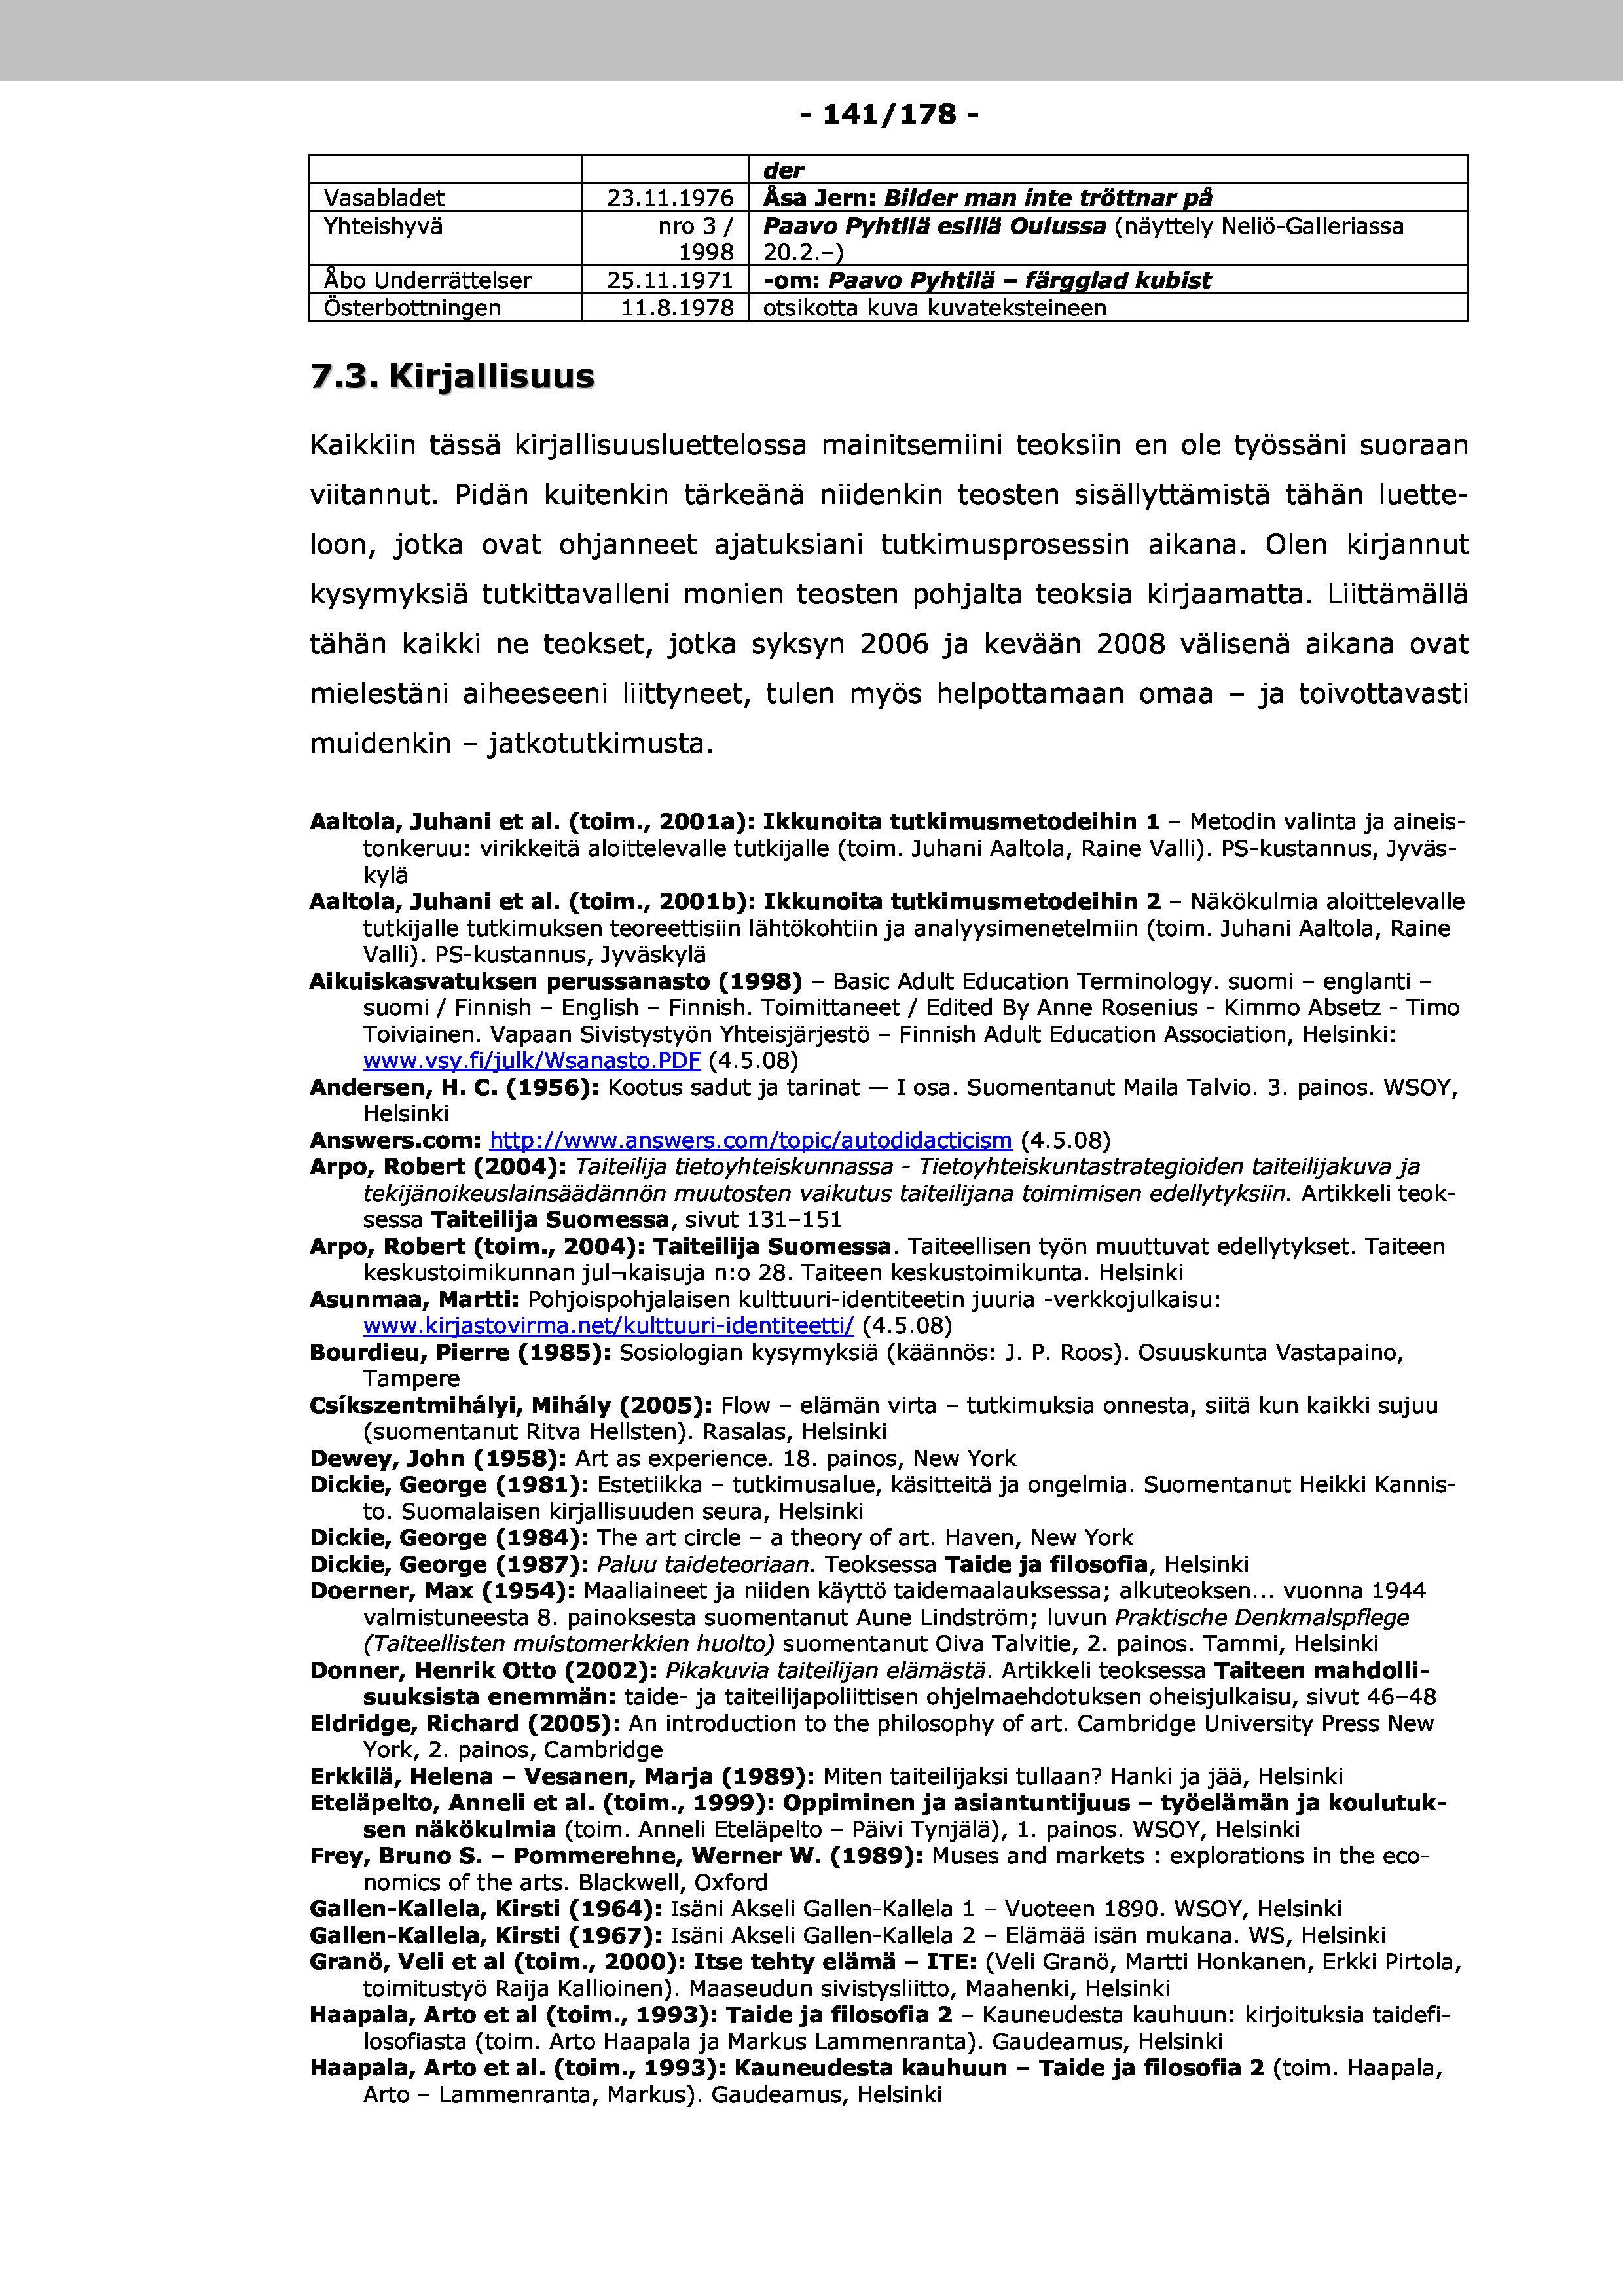 - 141/178 -
der
Vasabladet 23.11.1976 Åsa Jern: Bilder man inte tröttnar på
Yhteishyvä nro 3 / Paavo Pyhtilä esillä Oulussa (näyttely Neliö-Galleriassa
1998 20.2.–)
Åbo Underrättelser 25.11.1971 -om: Paavo Pyhtilä – färgglad kubist
Österbottningen 11.8.1978 otsikotta kuva kuvateksteineen
7.3. Kirjallisuus
Kaikkiin tässä kirjallisuusluettelossa mainitsemiini teoksiin en ole työssäni suoraan
viitannut. Pidän kuitenkin tärkeänä niidenkin teosten sisällyttämistä tähän luette-
loon, jotka ovat ohjanneet ajatuksiani tutkimusprosessin aikana. Olen kirjannut
kysymyksiä tutkittavalleni monien teosten pohjalta teoksia kirjaamatta. Liittämällä
tähän kaikki ne teokset, jotka syksyn 2006 ja kevään 2008 välisenä aikana ovat
mielestäni aiheeseeni liittyneet, tulen myös helpottamaan omaa – ja toivottavasti
muidenkin – jatkotutkimusta.
Aaltola, Juhani et al. (toim., 2001a): Ikkunoita tutkimusmetodeihin 1 – Metodin valinta ja aineis-
tonkeruu: virikkeitä aloittelevalle tutkijalle (toim. Juhani Aaltola, Raine Valli). PS-kustannus, Jyväs-
kylä
Aaltola, Juhani et al. (toim., 2001b): Ikkunoita tutkimusmetodeihin 2 – Näkökulmia aloittelevalle
tutkijalle tutkimuksen teoreettisiin lähtökohtiin ja analyysimenetelmiin (toim. Juhani Aaltola, Raine
Valli). PS-kustannus, Jyväskylä
Aikuiskasvatuksen perussanasto (1998) – Basic Adult Education Terminology. suomi – englanti –
suomi / Finnish – English – Finnish. Toimittaneet / Edited By Anne Rosenius - Kimmo Absetz - Timo
Toiviainen. Vapaan Sivistystyön Yhteisjärjestö – Finnish Adult Education Association, Helsinki:
www.vsy.fi/julk/Wsanasto.PDF (4.5.08)
Andersen, H. C. (1956): Kootus sadut ja tarinat — I osa. Suomentanut Maila Talvio. 3. painos. WSOY,
Helsinki
Answers.com: http://www.answers.com/topic/autodidacticism (4.5.08)
Arpo, Robert (2004): Taiteilija tietoyhteiskunnassa - Tietoyhteiskuntastrategioiden taiteilijakuva ja
tekijänoikeuslainsäädännön muutosten vaikutus taiteilijana toimimisen edellytyksiin. Artikkeli teok-
sessa Taiteilija Suomessa, sivut 131–151
Arpo, Robert (toim., 2004): Taiteilija Suomessa. Taiteellisen työn muuttuvat edellytykset. Taiteen
keskustoimikunnan jul¬kaisuja n:o 28. Taiteen keskustoimikunta. Helsinki
Asunmaa, Martti: Pohjoispohjalaisen kulttuuri-identiteetin juuria -verkkojulkaisu:
www.kirjastovirma.net/kulttuuri-identiteetti/ (4.5.08)
Bourdieu, Pierre (1985): Sosiologian kysymyksiä (käännös: J. P. Roos). Osuuskunta Vastapaino,
Tampere
Csíkszentmihályi, Mihály (2005): Flow – elämän virta – tutkimuksia onnesta, siitä kun kaikki sujuu
(suomentanut Ritva Hellsten). Rasalas, Helsinki
Dewey, John (1958): Art as experience. 18. painos, New York
Dickie, George (1981): Estetiikka – tutkimusalue, käsitteitä ja ongelmia. Suomentanut Heikki Kannis-
to. Suomalaisen kirjallisuuden seura, Helsinki
Dickie, George (1984): The art circle – a theory of art. Haven, New York
Dickie, George (1987): Paluu taideteoriaan. Teoksessa Taide ja filosofia, Helsinki
Doerner, Max (1954): Maaliaineet ja niiden käyttö taidemaalauksessa; alkuteoksen... vuonna 1944
valmistuneesta 8. painoksesta suomentanut Aune Lindström; luvun Praktische Denkmalspflege
(Taiteellisten muistomerkkien huolto) suomentanut Oiva Talvitie, 2. painos. Tammi, Helsinki
Donner, Henrik Otto (2002): Pikakuvia taiteilijan elämästä. Artikkeli teoksessa Taiteen mahdolli-
suuksista enemmän: taide- ja taiteilijapoliittisen ohjelmaehdotuksen oheisjulkaisu, sivut 46–48
Eldridge, Richard (2005): An introduction to the philosophy of art. Cambridge University Press New
York, 2. painos, Cambridge
Erkkilä, Helena – Vesanen, Marja (1989): Miten taiteilijaksi tullaan? Hanki ja jää, Helsinki
Eteläpelto, Anneli et al. (toim., 1999): Oppiminen ja asiantuntijuus – työelämän ja koulutuk-
sen näkökulmia (toim. Anneli Eteläpelto – Päivi Tynjälä), 1. painos. WSOY, Helsinki
Frey, Bruno S. – Pommerehne, Werner W. (1989): Muses and markets : explorations in the eco-
nomics of the arts. Blackwell, Oxford
Gallen-Kallela, Kirsti (1964): Isäni Akseli Gallen-Kallela 1 – Vuoteen 1890. WSOY, Helsinki
Gallen-Kallela, Kirsti (1967): Isäni Akseli Gallen-Kallela 2 – Elämää isän mukana. WS, Helsinki
Granö, Veli et al (toim., 2000): Itse tehty elämä – ITE: (Veli Granö, Martti Honkanen, Erkki Pirtola,
toimitustyö Raija Kallioinen). Maaseudun sivistysliitto, Maahenki, Helsinki
Haapala, Arto et al (toim., 1993): Taide ja filosofia 2 – Kauneudesta kauhuun: kirjoituksia taidefi-
losofiasta (toim. Arto Haapala ja Markus Lammenranta). Gaudeamus, Helsinki
Haapala, Arto et al. (toim., 1993): Kauneudesta kauhuun – Taide ja filosofia 2 (toim. Haapala,
Arto – Lammenranta, Markus). Gaudeamus, Helsinki